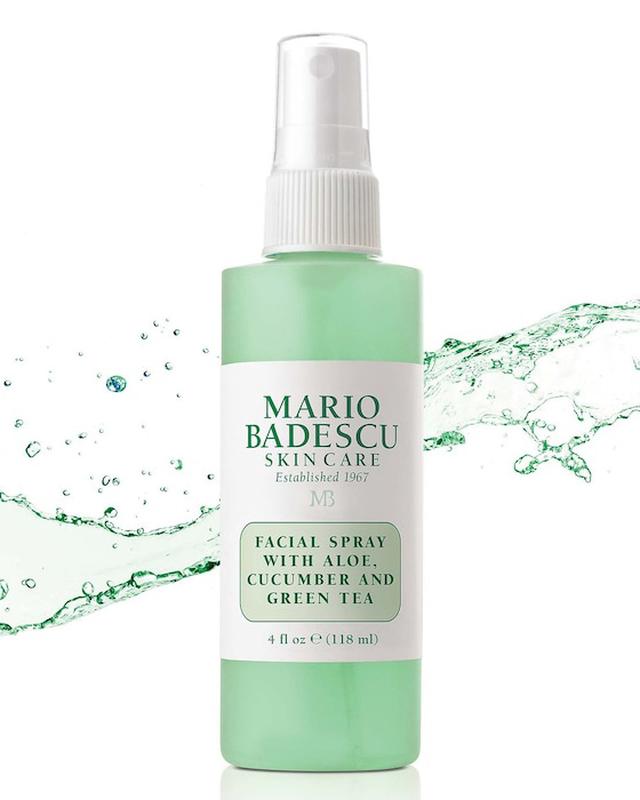 MARIO
BADESCU
SKIN CARE
Established 1967
MB
FACIAL SPRAY
WITH ALOE,
CUCUMBER AND
GREEN TEA
4 fl oz ℮ (118 ml)